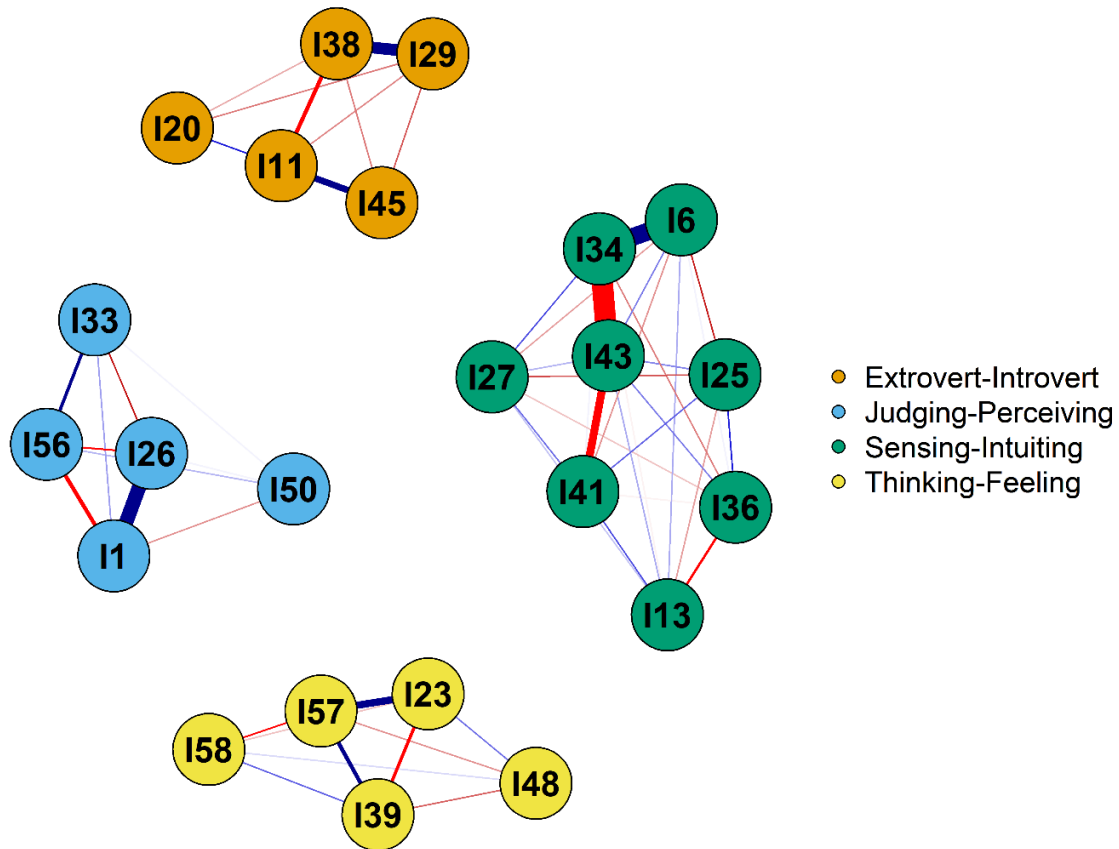 I38
I29
I20
I11
I45
I33
I56
I26
I50
I1
I6
I34
I43
I27
I25
I41
I36
I13
Extrovert-Introvert
Judging-Perceiving
Sensing-Intuiting
Thinking-Feeling
I23
I57
I58
I48
I39